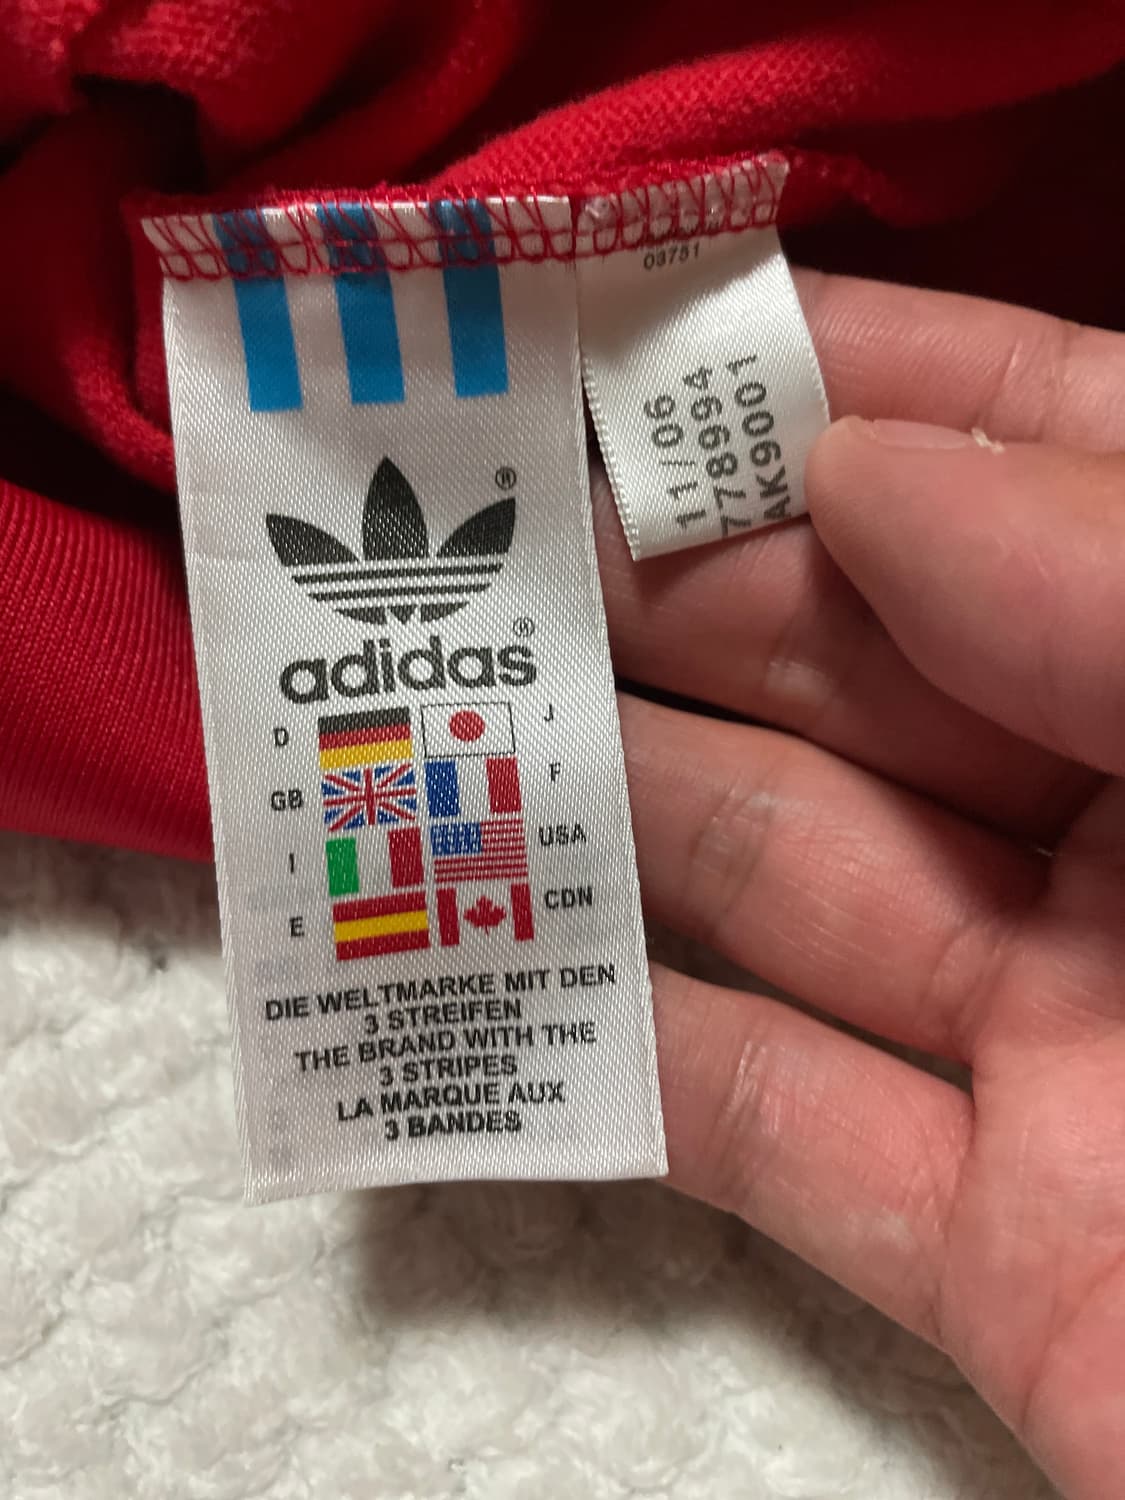 ®
adidas®
D
J
GB
F
I
USA
E
CDN
DIE WELTMARKE MIT DEN
3 STREIFEN
THE BRAND WITH THE
3 STRIPES
LA MARQUE AUX
3 BANDES
03751
11/06
778994
AK9001